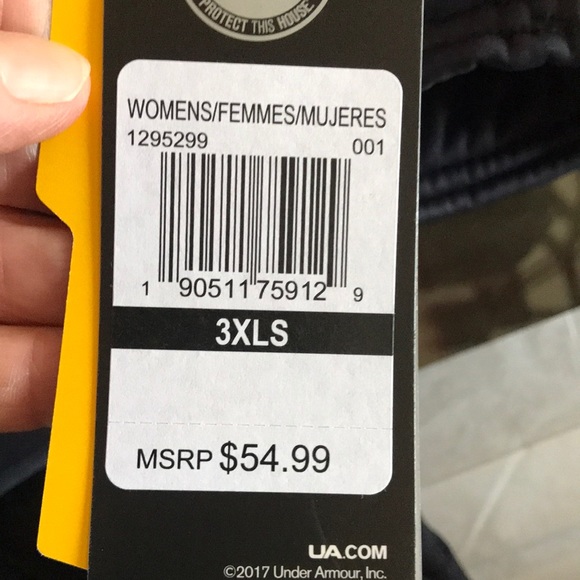 PROTECT THIS HOUSE
WOMENS/FEMMES/MUJERES
1295299 001
1 90511 75912 9
3XLS
MSRP $54.99
UA.COM
©2017 Under Armour, Inc.